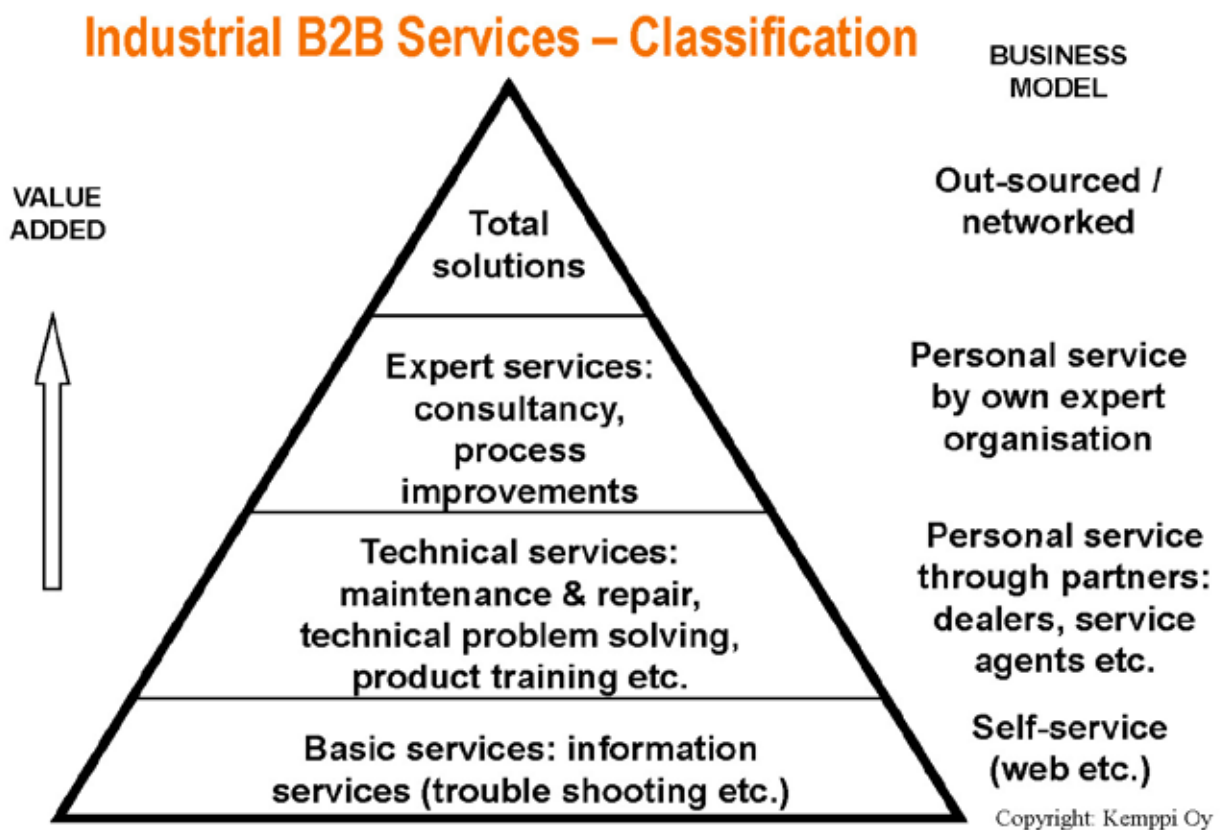 Industrial B2B Services – Classification
BUSINESS
MODEL
VALUE
ADDED
Total
solutions
Out-sourced /
networked
Expert services:
consultancy,
process
improvements
Personal service
by own expert
organisation
Technical services:
maintenance & repair,
technical problem solving,
product training etc.
Personal service
through partners:
dealers, service
agents etc.
Basic services: information
services (trouble shooting etc.)
Self-service
(web etc.)
Copyright: Kemppi Oy